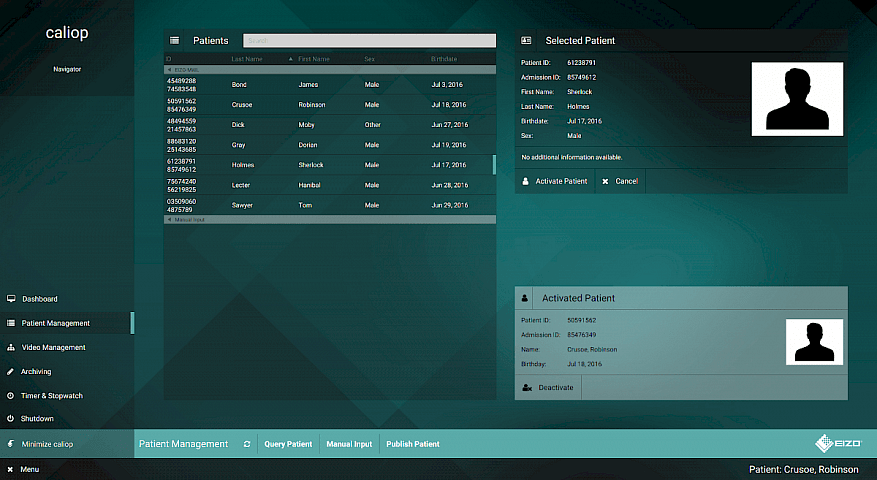 caliop
Navigator
Dashboard
Patient Management
Video Management
Archiving
Timer & Stopwatch
Shutdown
Minimize caliop
Menu
Patients
Search
ID Last Name First Name Sex Birthdate
EIZO MWL
45489288
74583548 Bond James Male Jul 3, 2016
50591562
85476349 Crusoe Robinson Male Jul 18, 2016
48494559
21457863 Dick Moby Other Jun 27, 2016
88683120
25143685 Gray Dorian Male Jul 19, 2016
61238791
85749612 Holmes Sherlock Male Jul 17, 2016
75674240
56219825 Lecter Hanibal Male Jun 28, 2016
03509060
4875789 Sawyer Tom Male Jun 29, 2016
Manual Input
Selected Patient
Patient ID: 61238791
Admission ID: 85749612
First Name: Sherlock
Last Name: Holmes
Birthdate: Jul 17, 2016
Sex: Male
No additional information available.
Activate Patient Cancel
Activated Patient
Patient ID: 50591562
Admission ID: 85476349
Name: Crusoe, Robinson
Birthday: Jul 18, 2016
Deactivate
Patient Management Query Patient Manual Input Publish Patient EIZO
Patient: Crusoe, Robinson